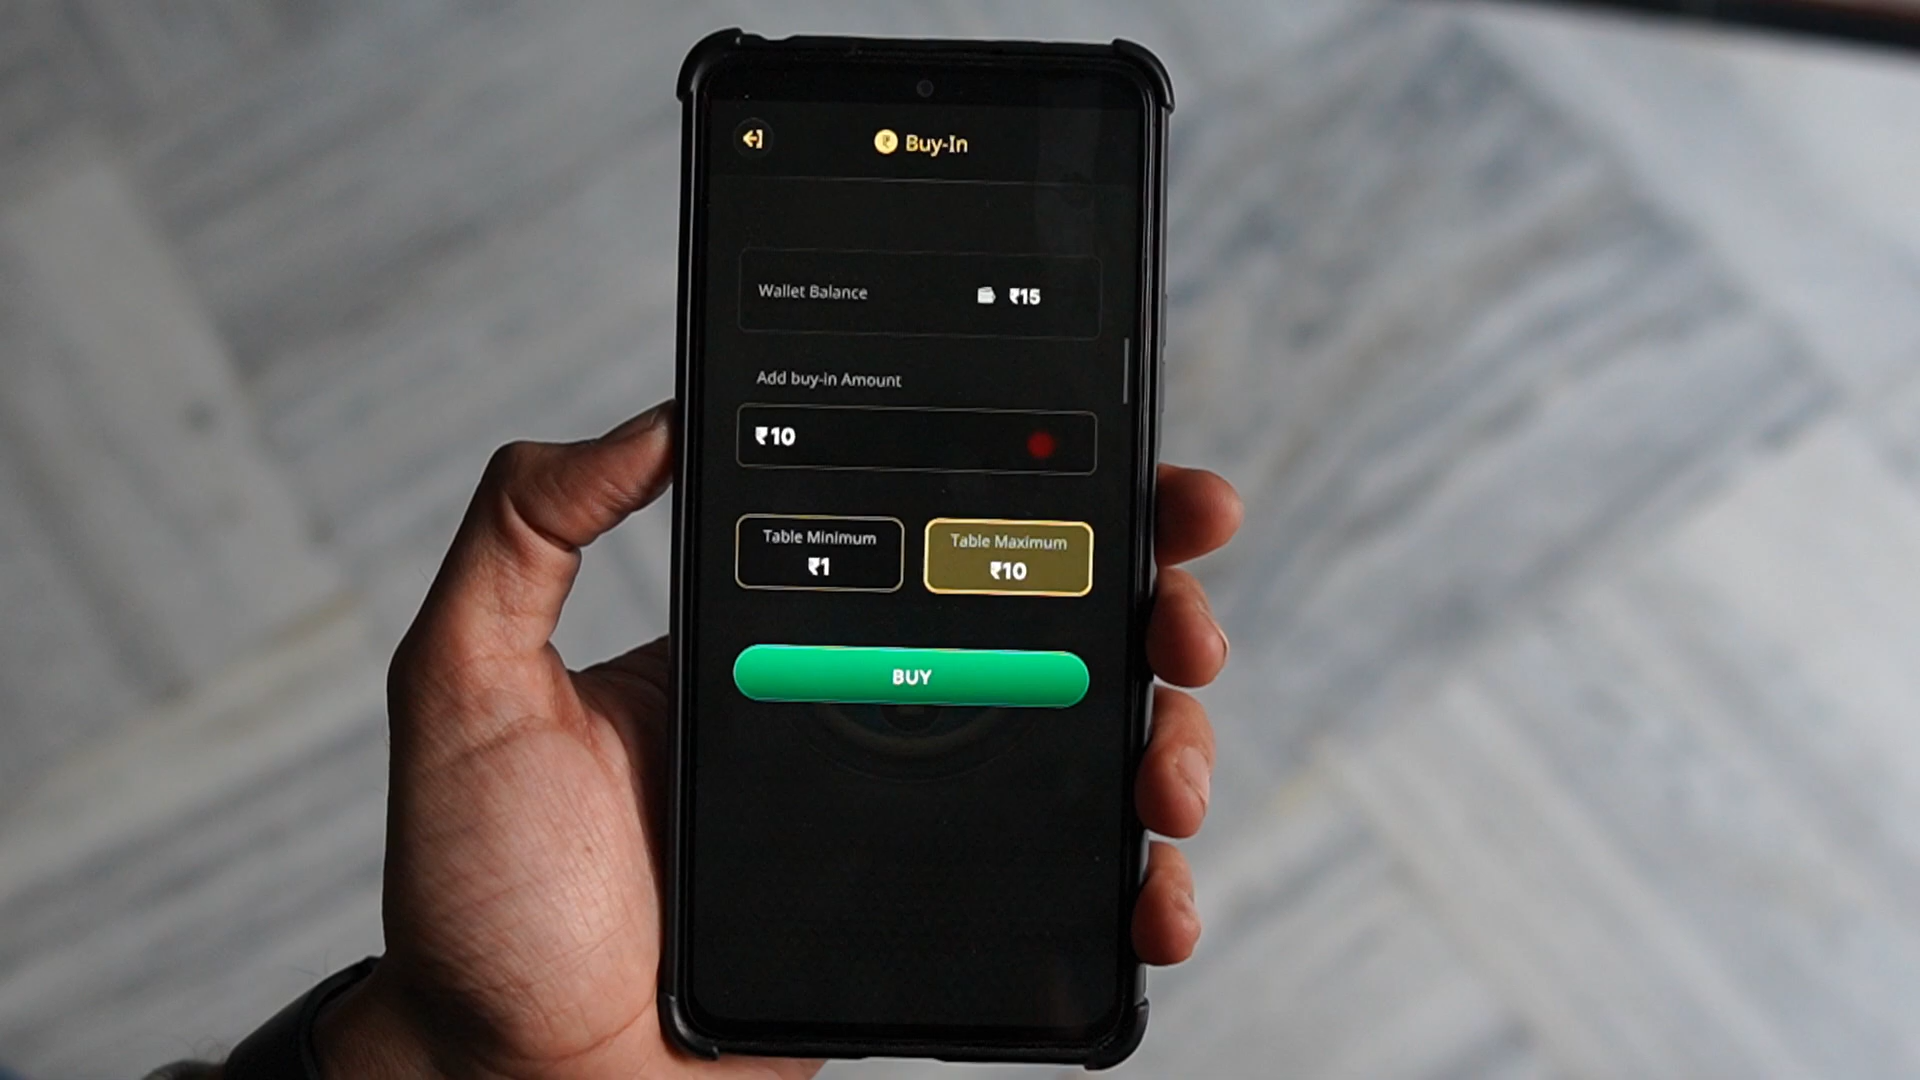 Buy-In
Wallet Balance ₹15
Add buy-in Amount
₹10
Table Minimum
₹1
Table Maximum
₹10
BUY